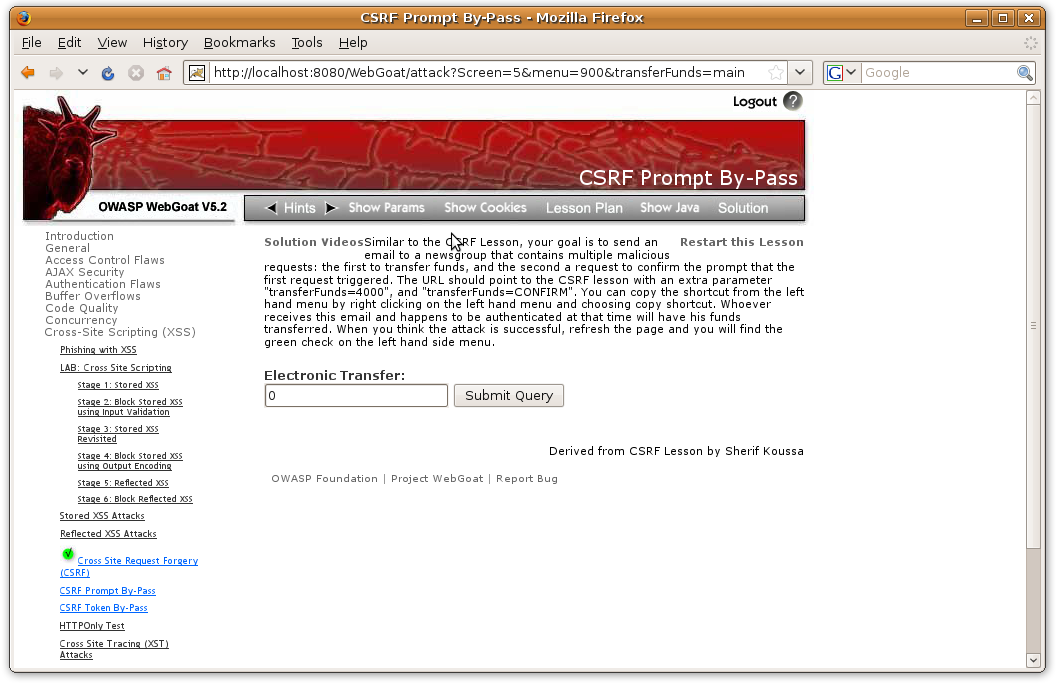 CSRF Prompt By-Pass - Mozilla Firefox
File Edit View History Bookmarks Tools Help
http://localhost:8080/WebGoat/attack?Screen=5&menu=900&transferFunds=main
G Google
Logout ?
CSRF Prompt By-Pass
OWASP WebGoat V5.2
Hints Show Params Show Cookies Lesson Plan Show Java Solution
Introduction
General
Access Control Flaws
AJAX Security
Authentication Flaws
Buffer Overflows
Code Quality
Concurrency
Cross-Site Scripting (XSS)
Phishing with XSS
LAB: Cross Site Scripting
Stage 1: Stored XSS
Stage 2: Block Stored XSS
using Input Validation
Stage 3: Stored XSS
Revisited
Stage 4: Block Stored XSS
using Output Encoding
Stage 5: Reflected XSS
Stage 6: Block Reflected XSS
Stored XSS Attacks
Reflected XSS Attacks
Cross Site Request Forgery
(CSRF)
CSRF Prompt By-Pass
CSRF Token By-Pass
HTTPOnly Test
Cross Site Tracing (XST)
Attacks
Solution Videos
Restart this Lesson
Similar to the CSRF Lesson, your goal is to send an
email to a newsgroup that contains multiple malicious
requests: the first to transfer funds, and the second a request to confirm the prompt that the
first request triggered. The URL should point to the CSRF lesson with an extra parameter
"transferFunds=4000", and "transferFunds=CONFIRM". You can copy the shortcut from the left
hand menu by right clicking on the left hand menu and choosing copy shortcut. Whoever
receives this email and happens to be authenticated at that time will have his funds
transferred. When you think the attack is successful, refresh the page and you will find the
green check on the left hand side menu.
Electronic Transfer:
0 Submit Query
Derived from CSRF Lesson by Sherif Koussa
OWASP Foundation | Project WebGoat | Report Bug